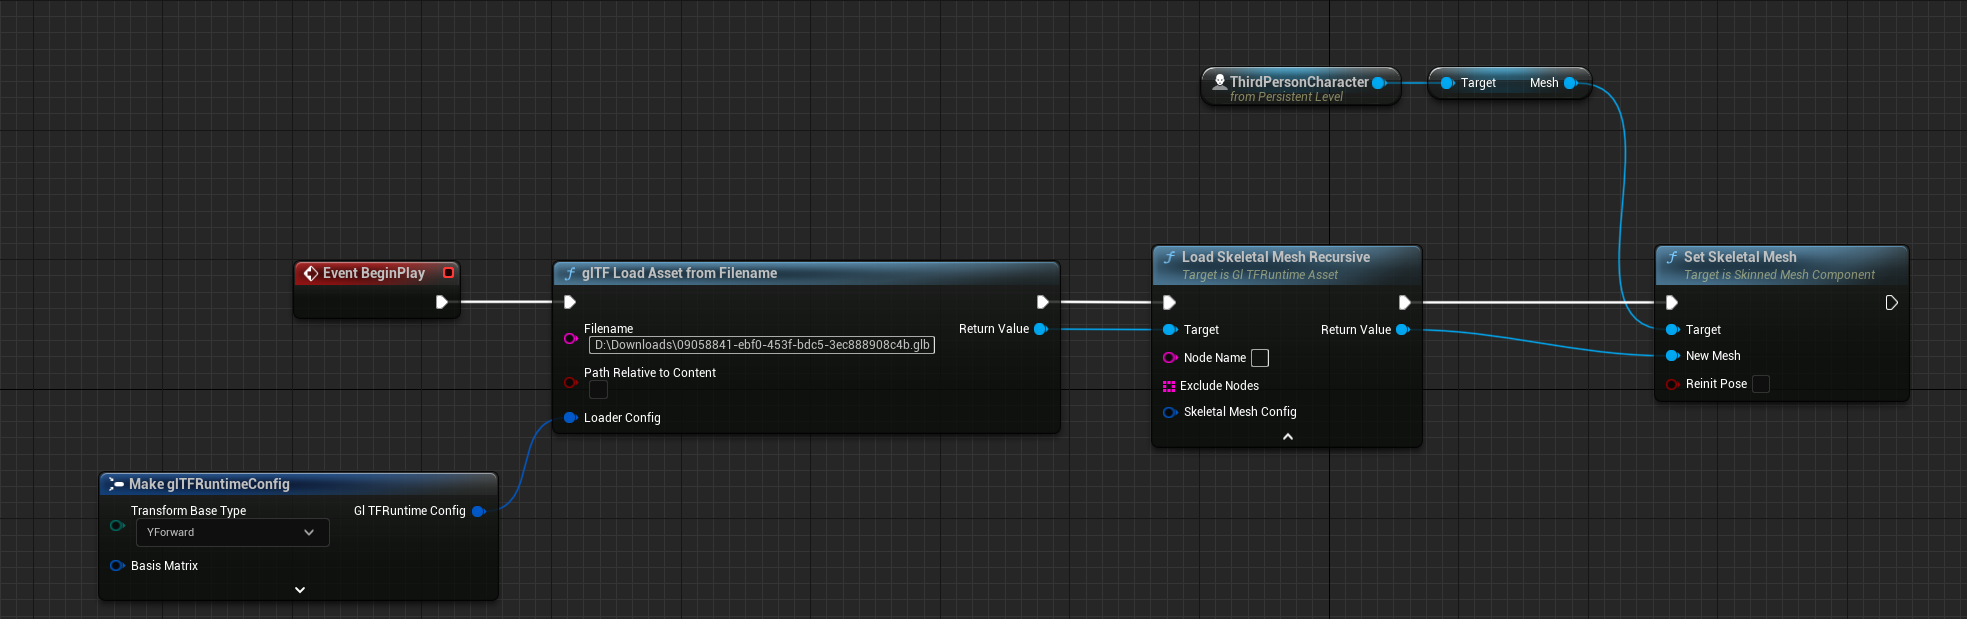 ThirdPersonCharacter
from Persistent Level
Target Mesh
Event BeginPlay
glTF Load Asset from Filename
Filename
D:\Downloads\09058841-ebf0-453f-bdc5-3ec888908c4b.glb
Return Value
Path Relative to Content
Loader Config
Load Skeletal Mesh Recursive
Target is Gl TFRuntime Asset
Target Return Value
Node Name
Exclude Nodes
Skeletal Mesh Config
Set Skeletal Mesh
Target is Skinned Mesh Component
Target
New Mesh
Reinit Pose
Make glTFRuntimeConfig
Transform Base Type Gl TFRuntime Config
YForward
Basis Matrix